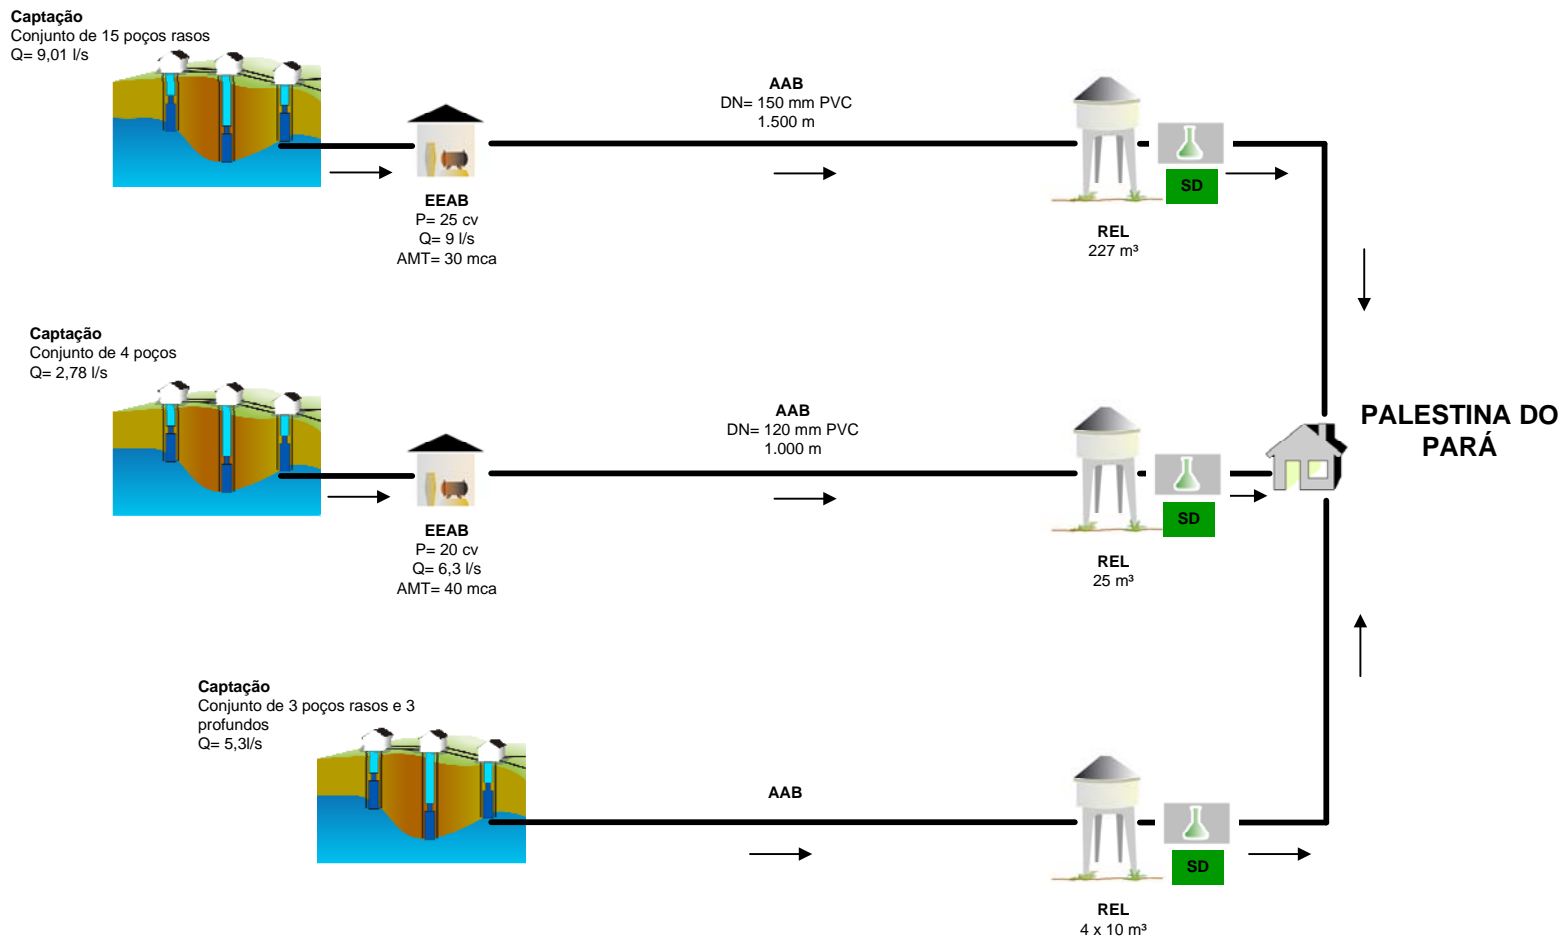 Captação
Conjunto de 15 poços rasos
Q= 9,01 l/s
EEAB
P= 25 cv
Q= 9 l/s
AMT= 30 mca
AAB
DN= 150 mm PVC
1.500 m
REL
227 m³
SD
Captação
Conjunto de 4 poços
Q= 2,78 l/s
EEAB
P= 20 cv
Q= 6,3 l/s
AMT= 40 mca
AAB
DN= 120 mm PVC
1.000 m
REL
25 m³
SD
PALESTINA DO
PARÁ
Captação
Conjunto de 3 poços rasos e 3
profundos
Q= 5,3l/s
AAB
REL
4 x 10 m³
SD